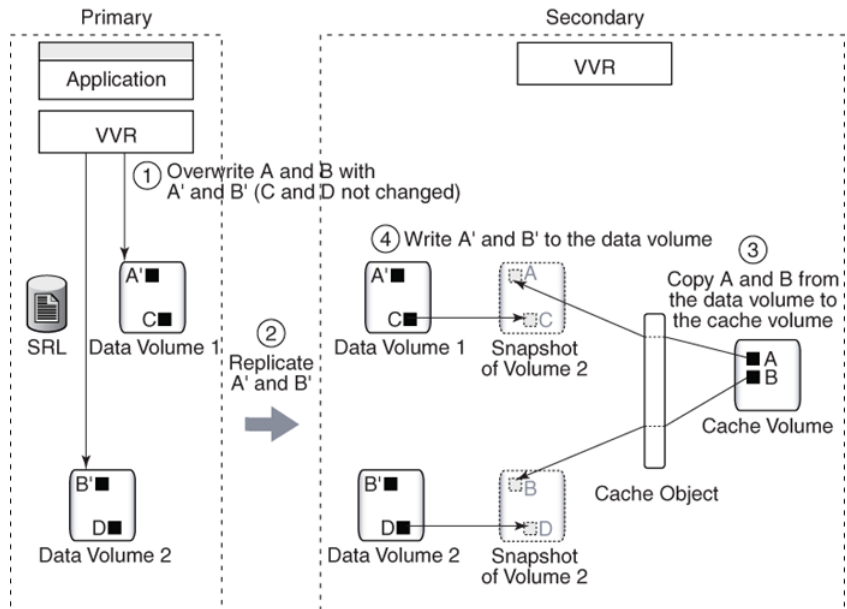 Primary
Secondary
Application
VVR
VVR
1 Overwrite A and B with
A' and B' (C and D not changed)
4 Write A' and B' to the data volume
3
Copy A and B from
the data volume to
the cache volume
A'
C
SRL
Data Volume 1
2
Replicate
A' and B'
A'
C
Data Volume 1
A
C
Snapshot
of Volume 2
A
B
Cache Volume
Cache Object
B'
D
Data Volume 2
B'
D
Data Volume 2
B
D
Snapshot
of Volume 2